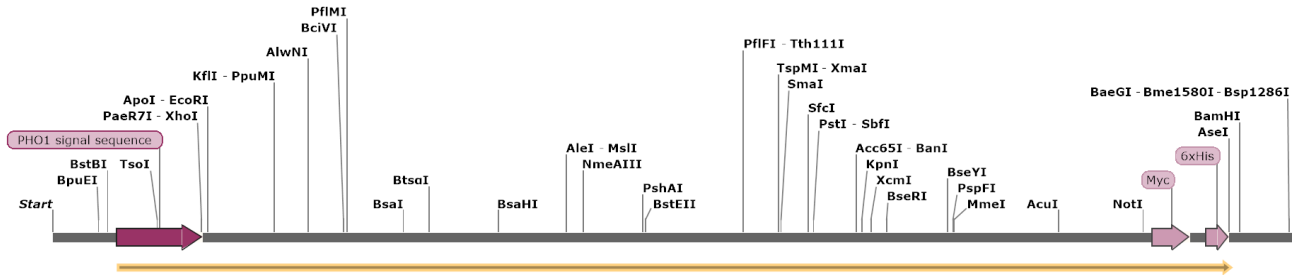 PflMI
BciVI
PflFI - Tth111I
AlwNI
TspMI - XmaI
KflI - PpuMI
SmaI
BaeGI - Bme1580I - Bsp1286I
ApoI - EcoRI
SfcI
PaeR7I - XhoI
PstI - SbfI
BamHI
AseI
PHO1 signal sequence
AleI - MslI
Acc65I - BanI
6xHis
BstBI
TsoI
NmeAIII
KpnI
BpuEI
BtsαI
XcmI
BseYI
Myc
PshAI
BseRI
PspFI
Start
BsaI
BsaHI
BstEII
MmeI
AcuI
NotI